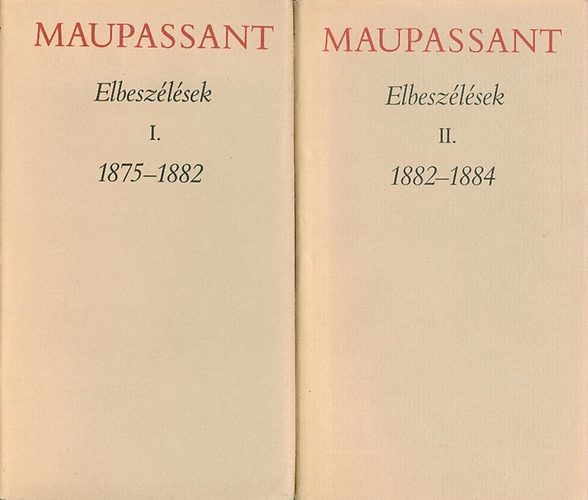 MAUPASSANT
Elbeszélések
I.
1875–1882
MAUPASSANT
Elbeszélések
II.
1882–1884